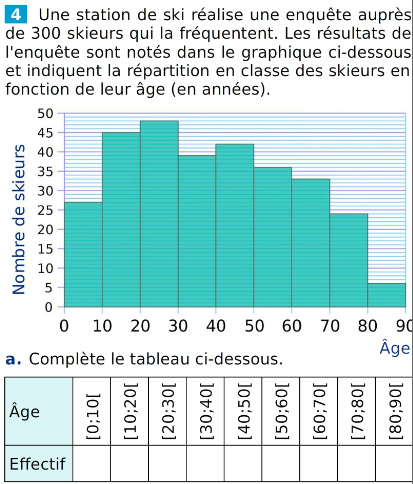 4 Une station de ski réalise une enquête auprès
de 300 skieurs qui la fréquentent. Les résultats de
l'enquête sont notés dans le graphique ci-dessous
et indiquent la répartition en classe des skieurs en
fonction de leur âge (en années).
Nombre de skieurs
50
45
40
35
30
25
20
15
10
5
0
0 10 20 30 40 50 60 70 80 90
Âge
a. Complète le tableau ci-dessous.
Âge [0;10[ [10;20[ [20;30[ [30;40[ [40;50[ [50;60[ [60;70[ [70;80[ [80;90[
Effectif